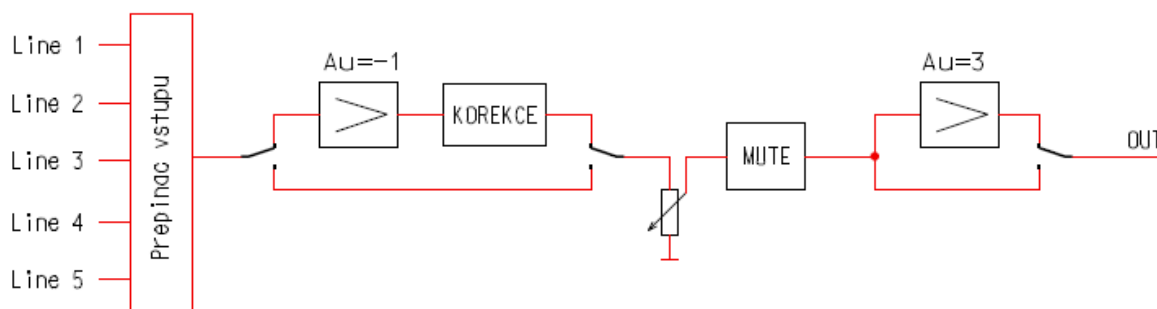 Line 1
Line 2
Line 3
Line 4
Line 5
Prepinac vstupu
Au=-1
KOREKCE
MUTE
Au=3
OUT